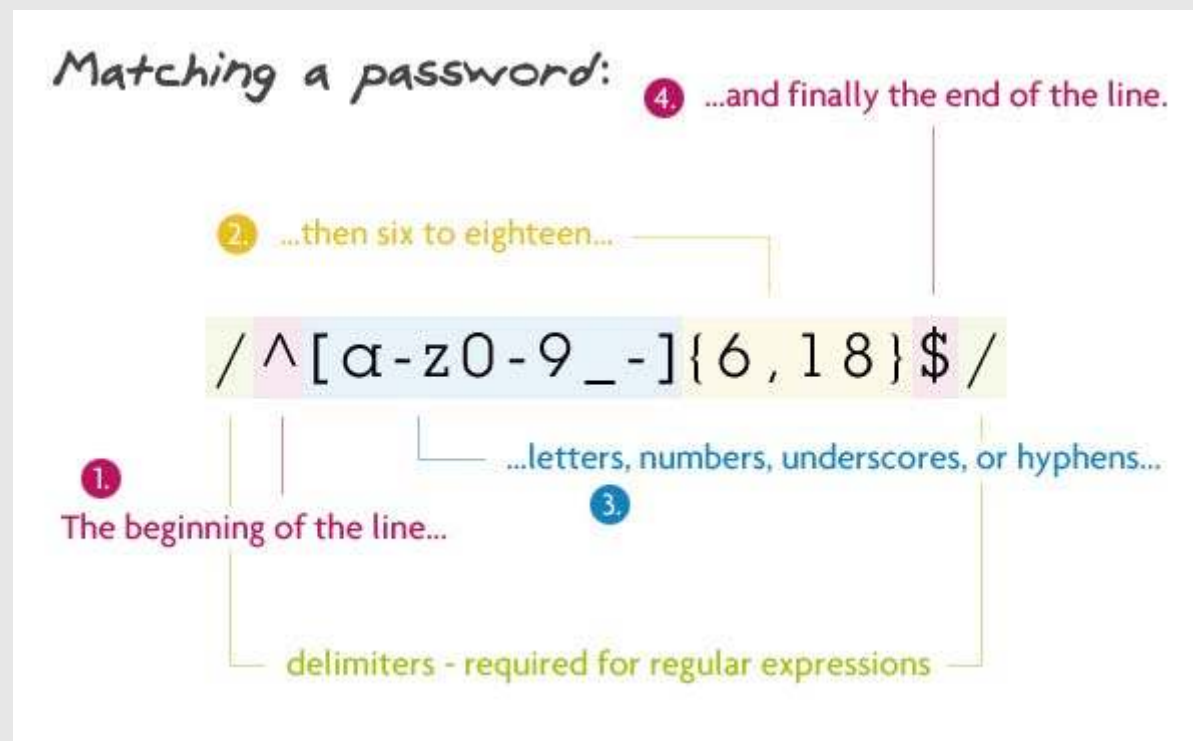 Matching a password:
4. ...and finally the end of the line.
2. ...then six to eighteen...
/^[a-z0-9_-]{6,18}$/
...letters, numbers, underscores, or hyphens...
1.
3.
The beginning of the line...
delimiters - required for regular expressions